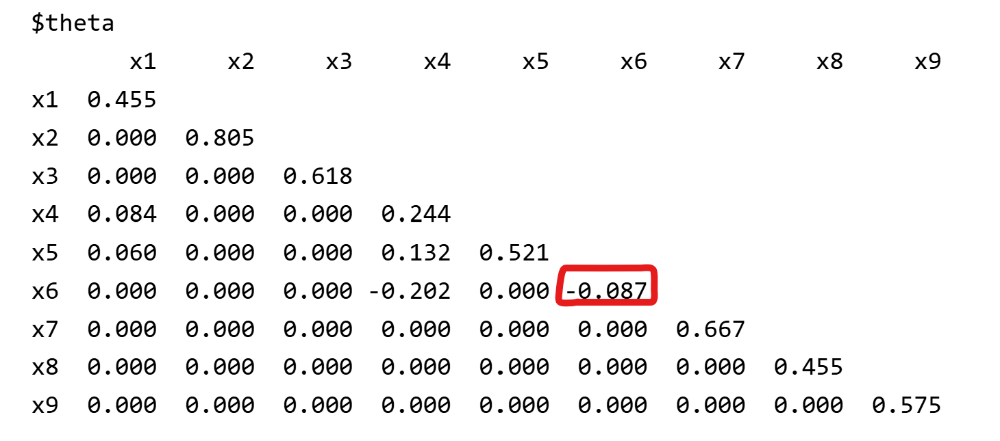 $theta
x1 x2 x3 x4 x5 x6 x7 x8 x9
x1 0.455
x2 0.000 0.805
x3 0.000 0.000 0.618
x4 0.084 0.000 0.000 0.244
x5 0.060 0.000 0.000 0.132 0.521
x6 0.000 0.000 0.000 -0.202 0.000 -0.087
x7 0.000 0.000 0.000 0.000 0.000 0.000 0.667
x8 0.000 0.000 0.000 0.000 0.000 0.000 0.000 0.455
x9 0.000 0.000 0.000 0.000 0.000 0.000 0.000 0.000 0.575